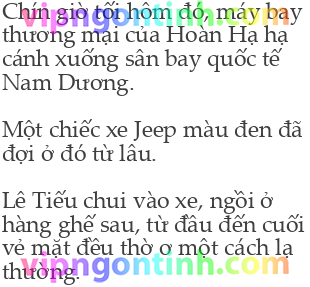 Chín giờ tối hôm đó, máy bay
thương mại của Hoàn Hạ hạ
cánh xuống sân bay quốc tế
Nam Dương.
Một chiếc xe Jeep màu đen đã
đợi ở đó từ lâu.
Lê Tiếu chui vào xe, ngồi ở
hàng ghế sau, từ đầu đến cuối
vẻ mặt đều thờ ơ một cách lạ
thường.
vipngontinh.com
vipngontinh.com